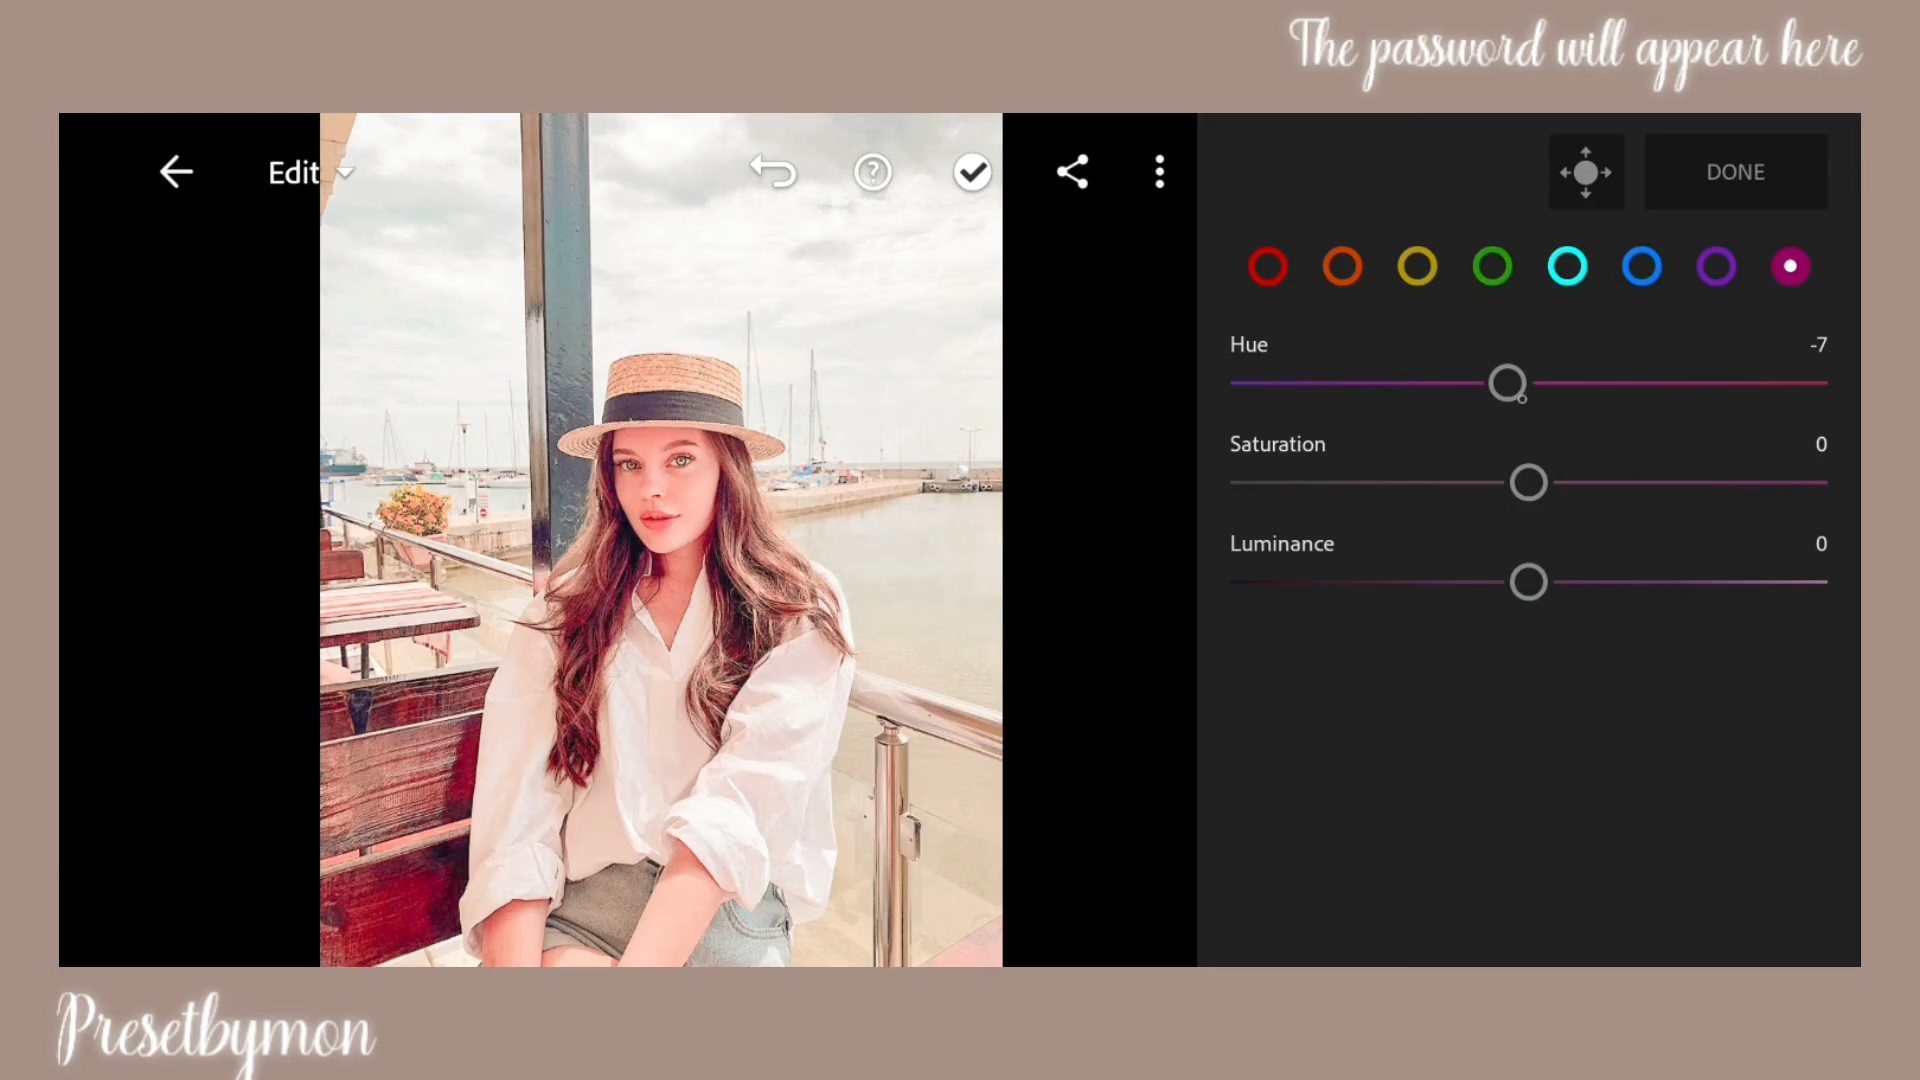 The password will appear here
Edit
DONE
Hue -7
Saturation 0
Luminance 0
Presetbymon